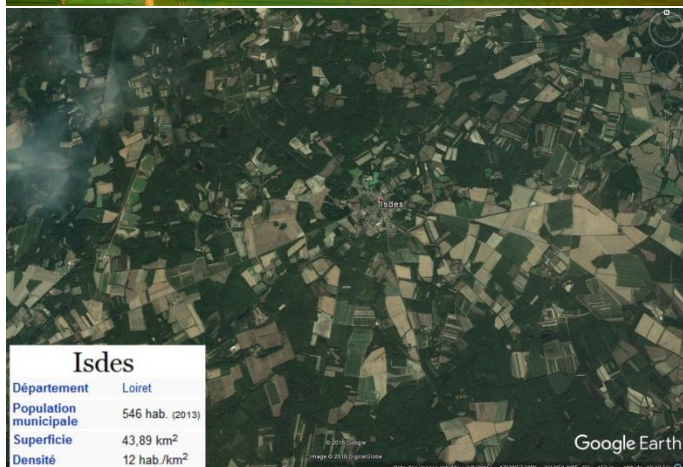 Isdes
Isdes
Département Loiret
Population municipale 546 hab. (2013)
Superficie 43,89 km²
Densité 12 hab./km²
© 2016 Google
Image © 2016 DigitalGlobe
Google Earth